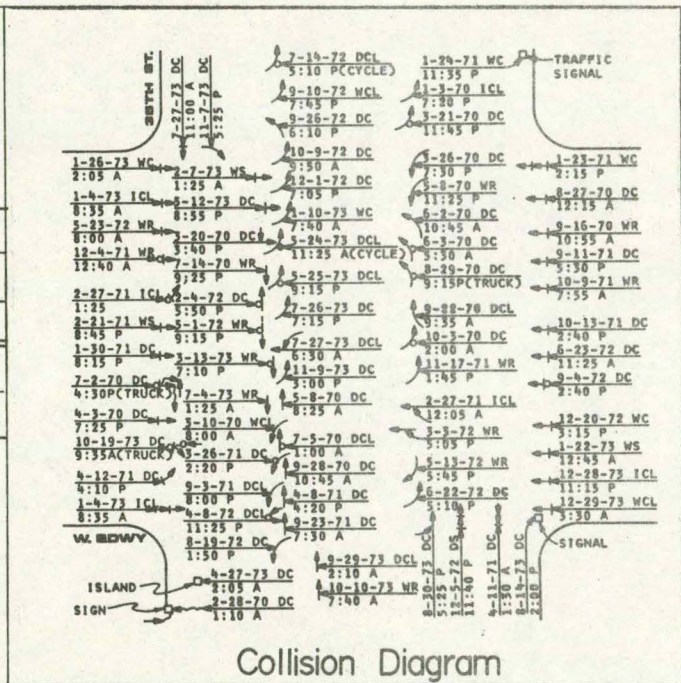 38TH ST.
7-27-73 DC
11:00 A
11-7-73 DC
5:25 P
7-14-72 DCL
5:10 P(CYCLE)
9-10-72 WCL
7:45 P
9-26-72 DC
6:10 P
10-9-72 DC
9:50 A
12-1-72 DC
7:05 P
1-10-73 WC
7:40 A
5-24-73 DCL
11:25 A(CYCLE)
5-25-73 DCL
9:15 P
7-26-73 DC
7:15 P
7-27-73 DCL
6:30 A
11-9-73 DC
3:00 P
5-8-70 DC
8:25 A
7-5-70 DCL
1:00 A
9-28-70 DC
10:45 A
4-8-71 DC
4:20 P
9-23-71 DC
7:30 A
9-29-73 DCL
2:10 A
10-10-73 WR
7:40 A
1-24-71 WC
11:35 P
1-3-70 ICL
7:20 P
3-21-70 DC
11:45 P
3-26-70 DC
7:30 P
5-8-70 WR
11:25 P
6-2-70 DC
10:45 A
6-3-70 DC
5:50 A
8-29-70 DC
9:15P(TRUCK)
9-28-70 DCL
9:35 A
10-3-70 DC
2:00 A
11-17-71 WR
1:45 P
2-27-71 ICL
12:05 A
3-3-72 WR
5:05 P
5-13-72 WR
5:45 P
6-22-72 DC
5:10 P
TRAFFIC
SIGNAL
1-23-71 WC
2:15 P
8-27-70 DC
12:15 A
9-16-70 WR
10:55 A
9-11-71 DC
5:30 P
10-9-71 WR
7:55 A
10-13-71 DC
2:40 P
6-23-72 DC
11:25 A
9-4-72 DC
2:40 P
12-20-72 WC
3:15 P
1-22-73 WS
12:45 A
12-28-73 ICL
11:15 P
12-29-73 WCL
3:30 A
SIGNAL
1-26-73 WC
2:05 A
1-4-73 ICL
8:35 A
5-23-72 WR
8:00 A
12-4-71 WR
12:40 A
2-27-71 ICL
1:25
2-21-71 WS
8:45 P
1-30-71 DC
8:15 P
7-2-70 DC
4:30P(TRUCK)
4-3-70 DC
7:25 P
10-19-73 DC
9:35A(TRUCK)
4-12-71 DC
4:10 P
1-4-73 ICL
8:35 A
2-7-73 WS
1:25 A
5-12-73 DC
8:55 P
5-20-70 DC
3:40 P
7-14-70 WR
9;25 P
2-4-72 DC
5:50 P
5-1-72 WR
9:15 P
3-13-73 WR
7:10 P
7-4-73 WR
1:25 A
3-10-70 WCL
8:00 A
3-26-71 DC
2:20 P
9-3-71 DCL
8:00 P
4-8-72 DCL
11:25 P
8-19-72 DC
1:50 P
W. BDWY
ISLAND
SIGN
4-27-73 DC
2:05 A
2-28-70 DC
1:10 A
8-30-73 DCL
5:25 P
12-5-72 DS
11:40 P
4-21-71 DC
1:30 A
8-14-73 DC
2:00 P
Collision Diagram